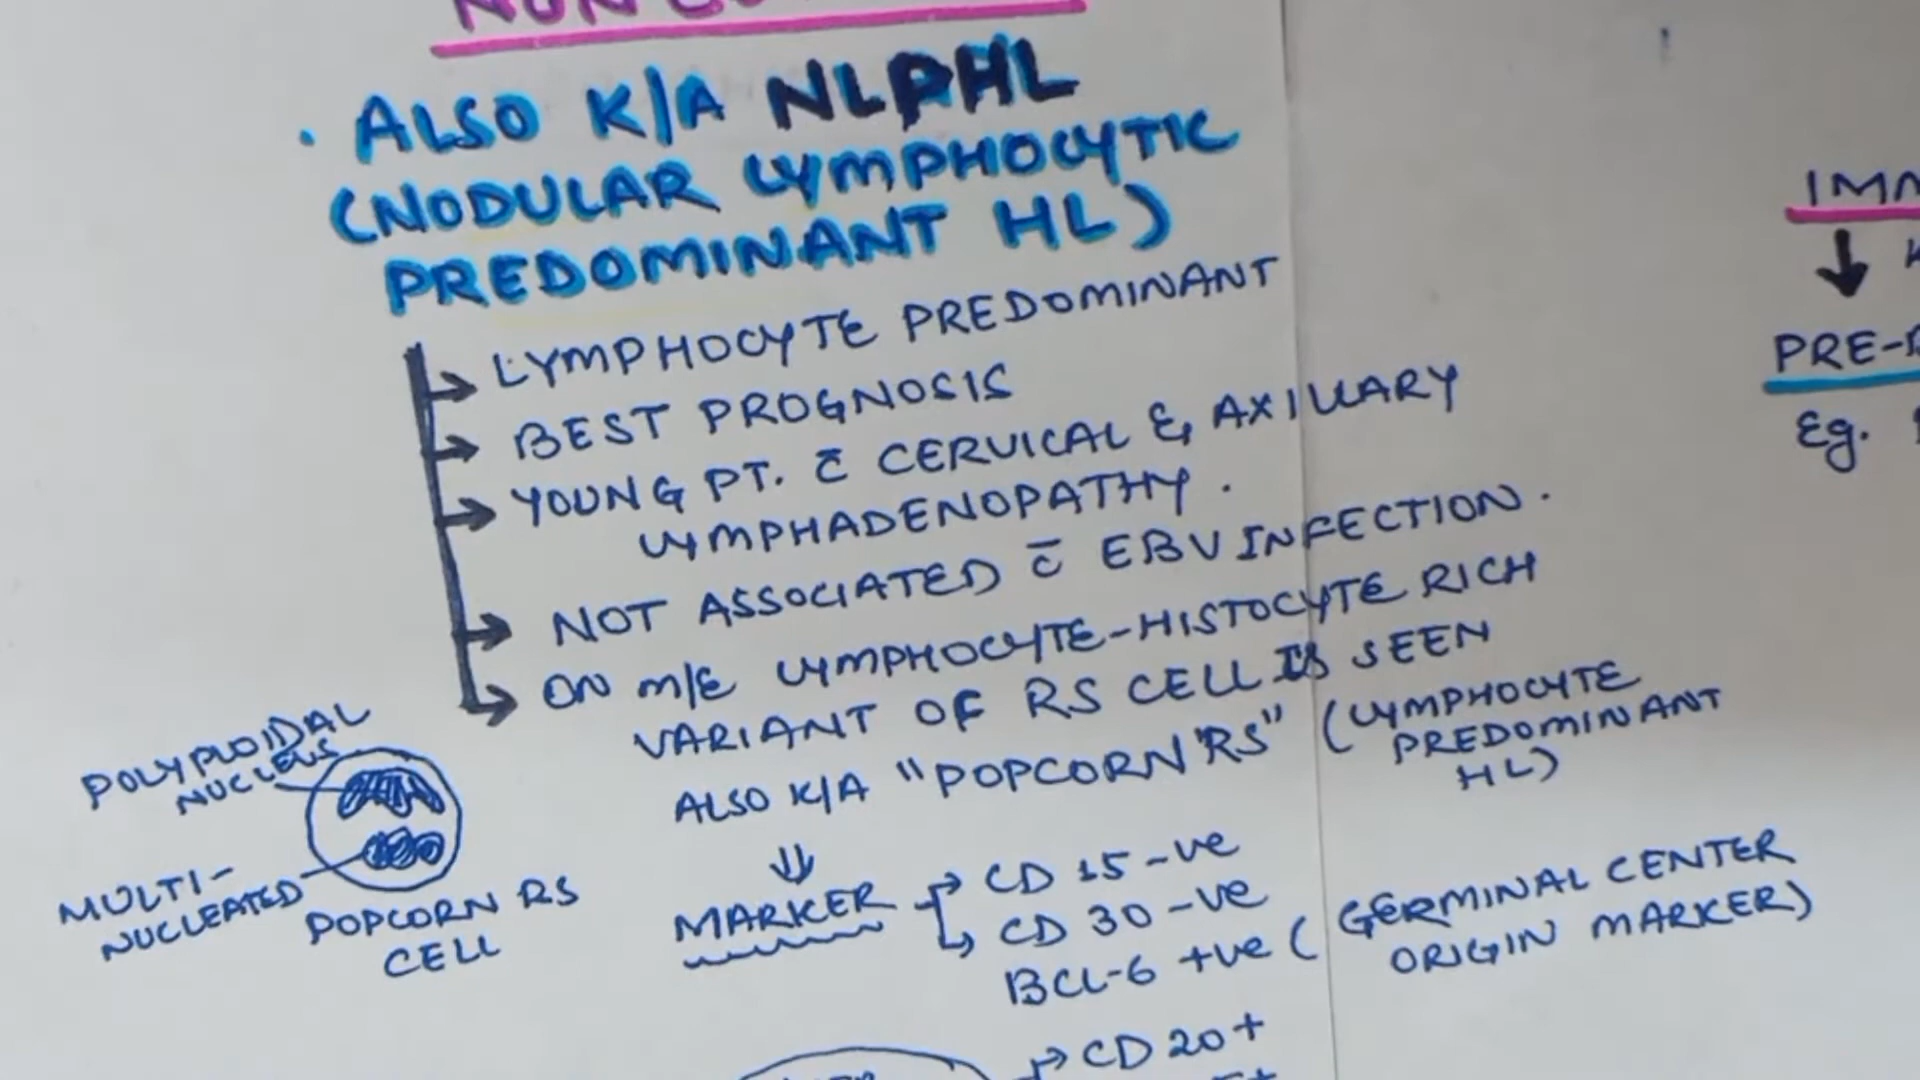 NON
• ALSO K/A NLPHL
(NODULAR LYMPHOCYTIC
PREDOMINANT HL)
→ LYMPHOCYTE PREDOMINANT
→ BEST PROGNOSIS
→ YOUNG PT. c̄ CERVICAL & AXILLARY
LYMPHADENOPATHY.
→ NOT ASSOCIATED c̄ EBV INFECTION.
→ ON M/E LYMPHOCYTE-HISTOCYTE RICH
VARIANT OF RS CELL IS SEEN
ALSO K/A "POPCORN RS" (LYMPHOCYTE
PREDOMINANT
HL)
POLYPLOIDAL
NUCLEUS
MULTI-
NUCLEATED
POPCORN RS
CELL
⇓
MARKER → CD 15 -ve
→ CD 30 -ve
BCL-6 +ve (GERMINAL CENTER
ORIGIN MARKER)
→ CD 20+
IMM
↓
PRE-
Eg.